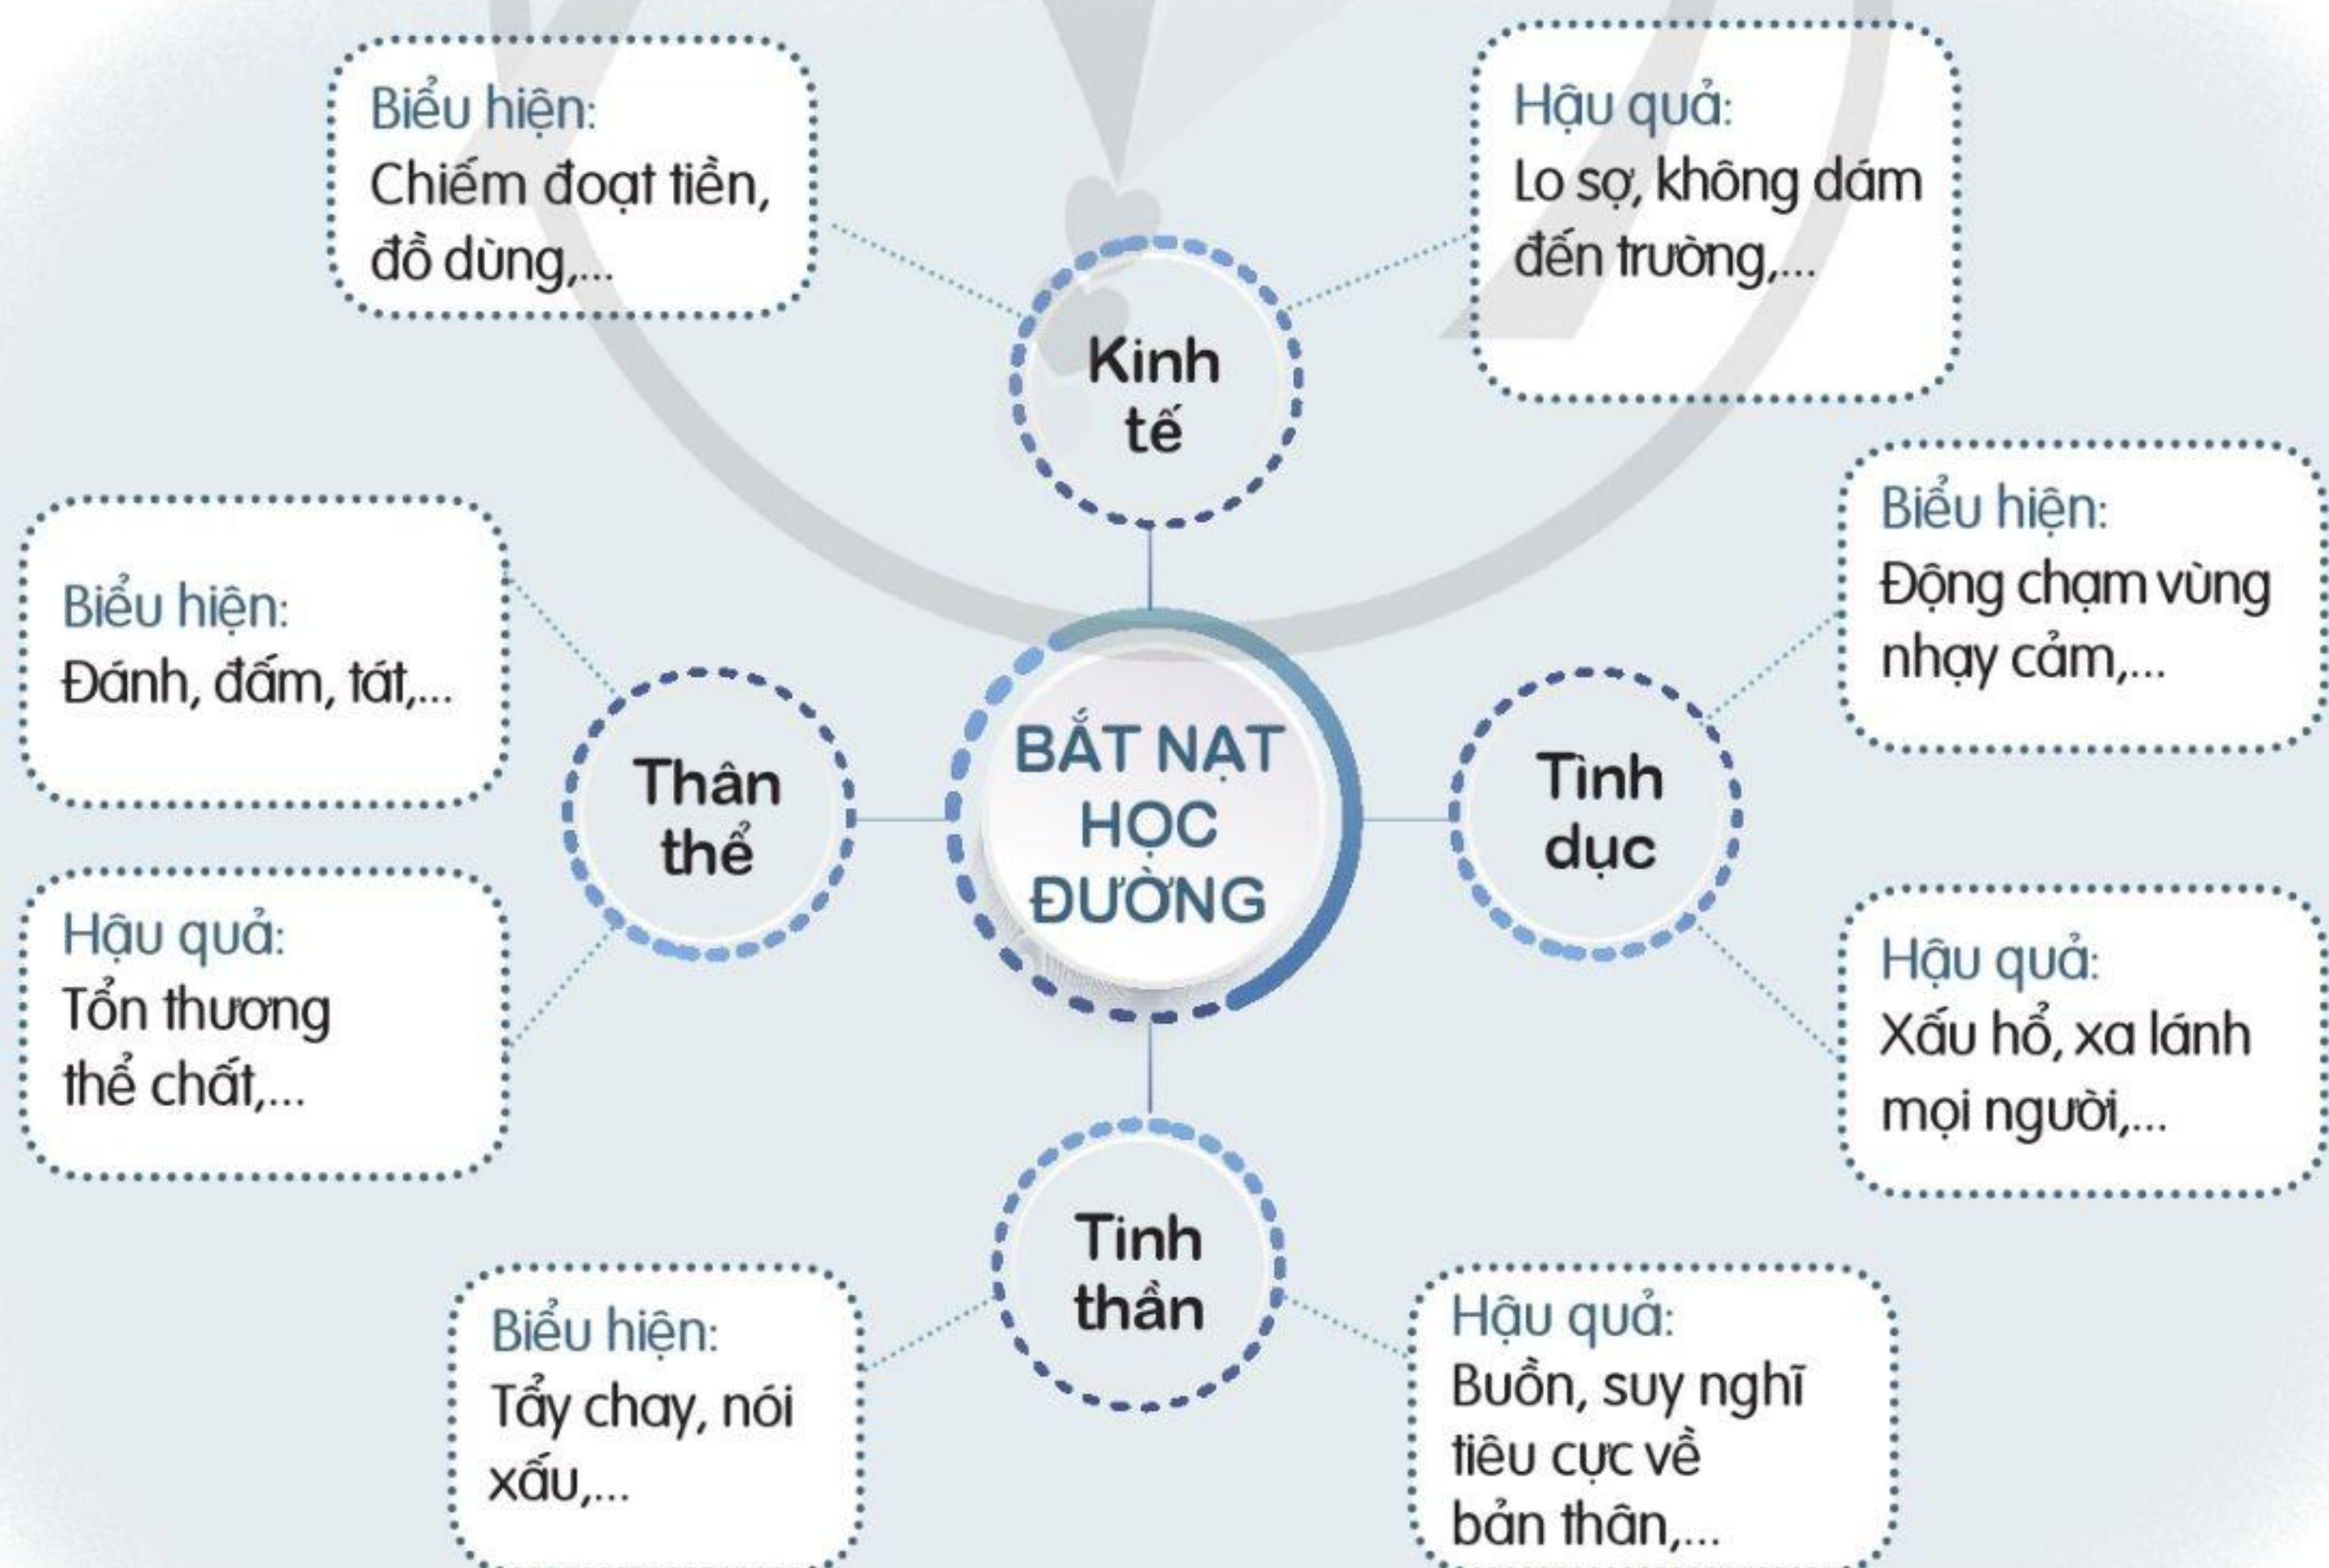 Biểu hiện:
Chiếm đoạt tiền,
đồ dùng,...
Hậu quả:
Lo sợ, không dám
đến trường,...
Kinh
tế
Biểu hiện:
Đánh, đấm, tát,...
Hậu quả:
Tổn thương
thể chất,...
Thân
thể
BẮT NẠT
HỌC
ĐƯỜNG
Tình
dục
Biểu hiện:
Động chạm vùng
nhạy cảm,...
Hậu quả:
Xấu hổ, xa lánh
mọi người,...
Tinh
thần
Biểu hiện:
Tẩy chay, nói
xấu,...
Hậu quả:
Buồn, suy nghĩ
tiêu cực về
bản thân,...